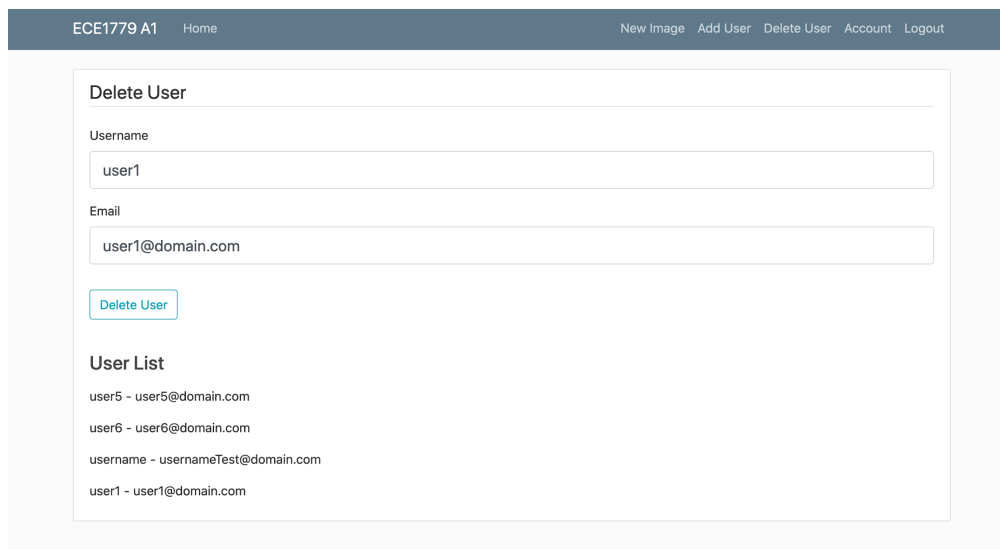 ECE1779 A1 Home New Image Add User Delete User Account Logout
Delete User
Username
user1
Email
user1@domain.com
Delete User
User List
user5 - user5@domain.com
user6 - user6@domain.com
username - usernameTest@domain.com
user1 - user1@domain.com